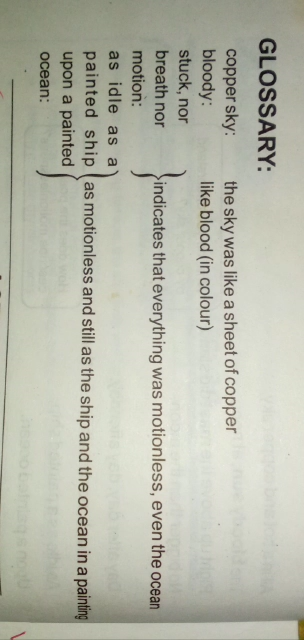 GLOSSARY:
copper sky: the sky was like a sheet of copper
bloody: like blood (in colour)
stuck, nor
breath nor
motion: indicates that everything was motionless, even the ocean
as idle as a
painted ship
upon a painted
ocean: as motionless and still as the ship and the ocean in a painting